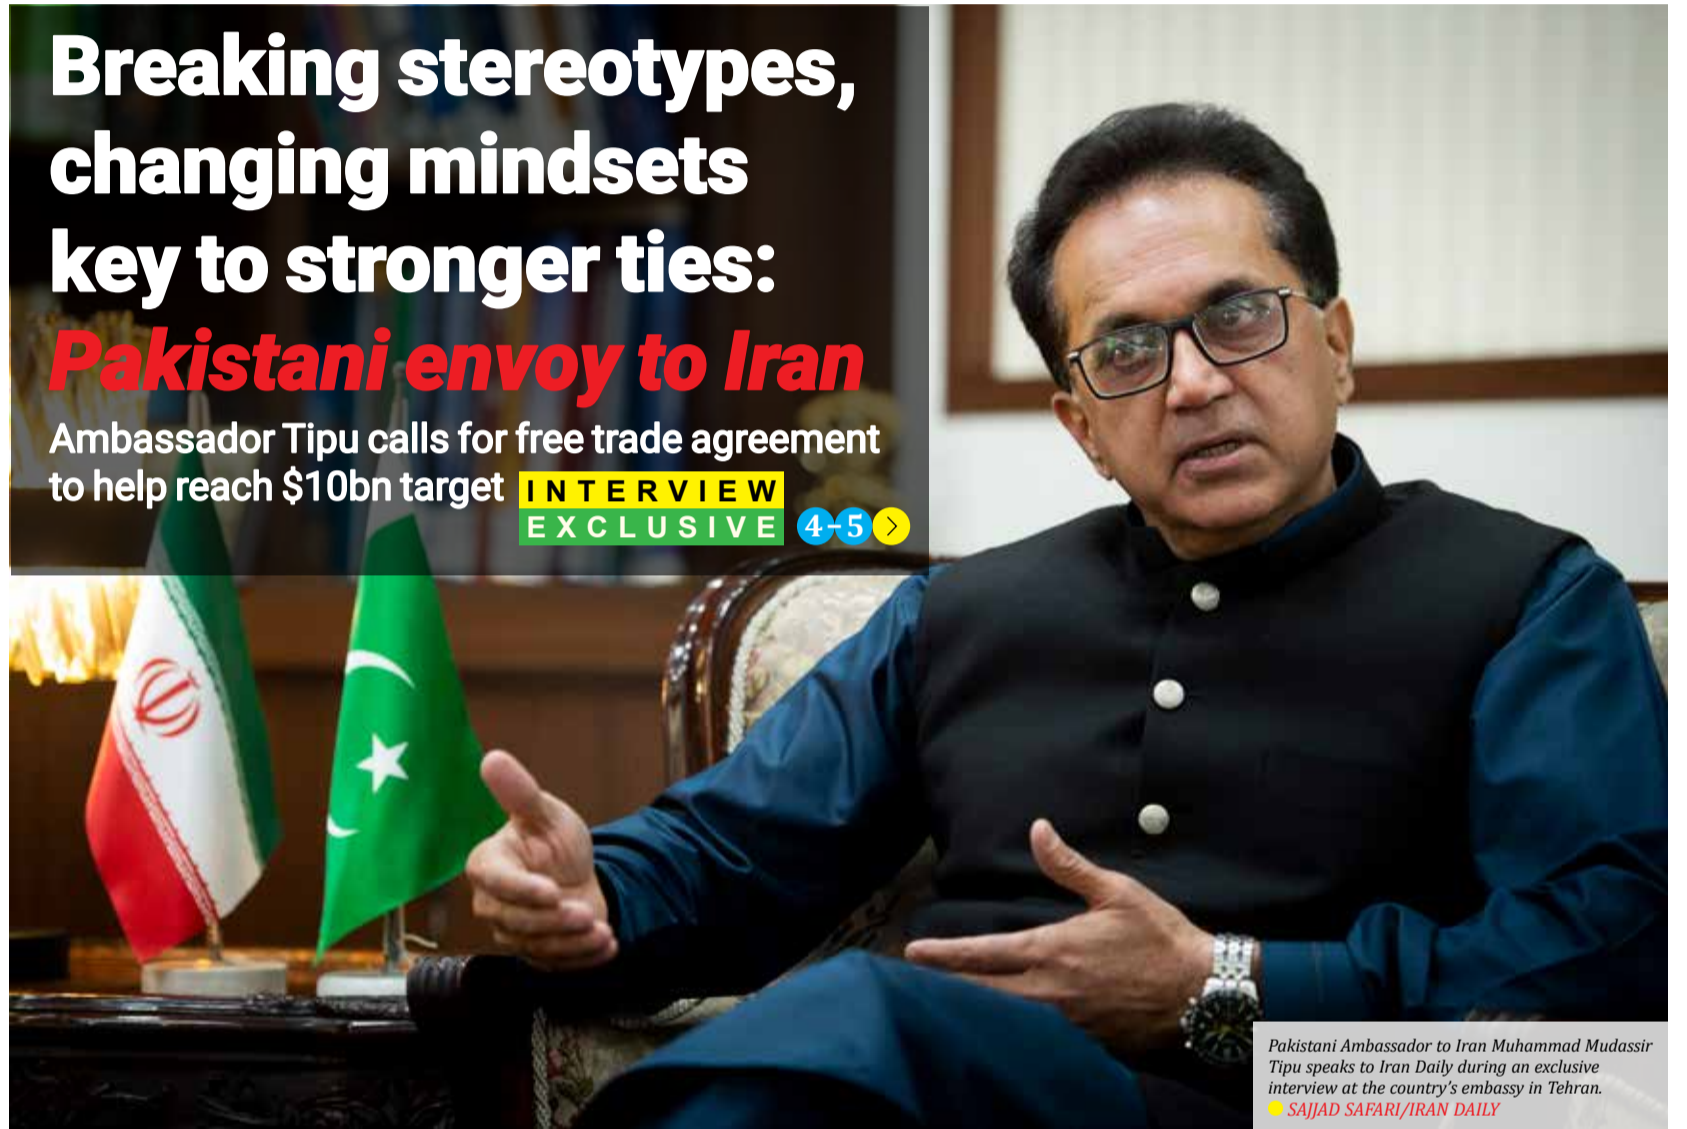 Breaking stereotypes,
changing mindsets
key to stronger ties:
Pakistani envoy to Iran
Ambassador Tipu calls for free trade agreement
to help reach $10bn target
INTERVIEW
EXCLUSIVE
4-5
Pakistani Ambassador to Iran Muhammad Mudassir
Tipu speaks to Iran Daily during an exclusive
interview at the country's embassy in Tehran.
SAJJAD SAFARI/IRAN DAILY